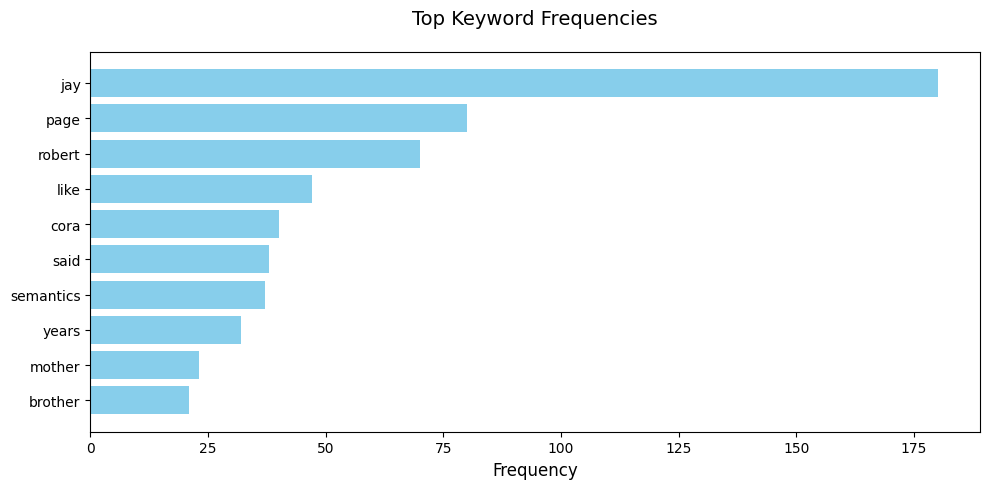 Top Keyword Frequencies
jay
page
robert
like
cora
said
semantics
years
mother
brother
0 25 50 75 100 125 150 175
Frequency